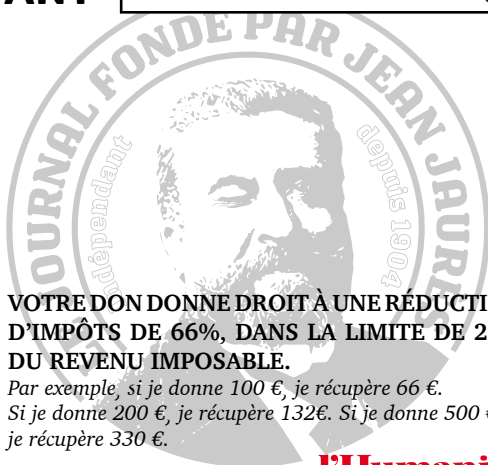 JOURNAL FONDÉ PAR JEAN JAURÈS
indépendant
depuis 1904
VOTRE DON DONNE DROIT À UNE RÉDUCTI
D’IMPÔTS DE 66%, DANS LA LIMITE DE 2
DU REVENU IMPOSABLE.
Par exemple, si je donne 100 €, je récupère 66 €.
Si je donne 200 €, je récupère 132€. Si je donne 500 €
je récupère 330 €.
l’Humani